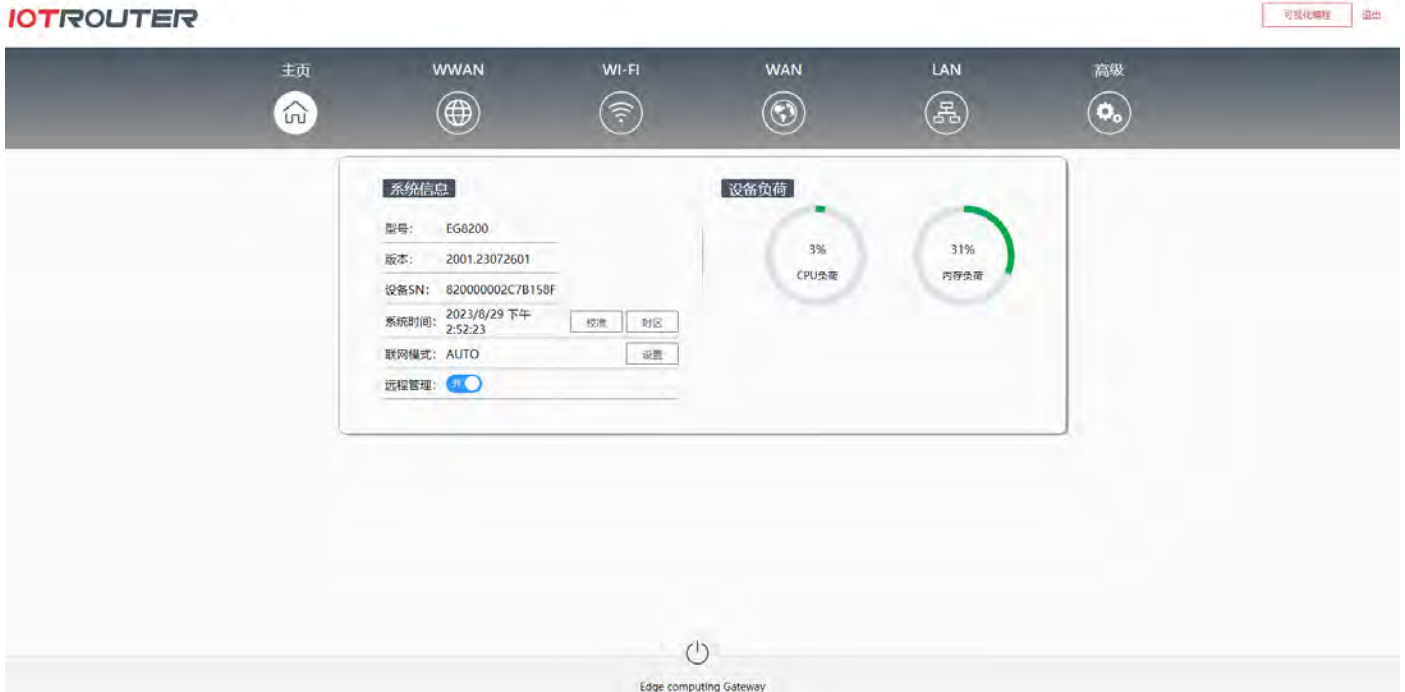 IOTROUTER
可视化编程 退出
主页 WWAN WI-FI WAN LAN 高级
系统信息
型号: EG8200
版本: 2001.23072601
设备SN: 820000002C7B158F
系统时间: 2023/8/29 下午
2:52:23
校准 时区
联网模式: AUTO 设置
远程管理: 开
设备负荷
3%
CPU负荷
31%
内存负荷
Edge computing Gateway